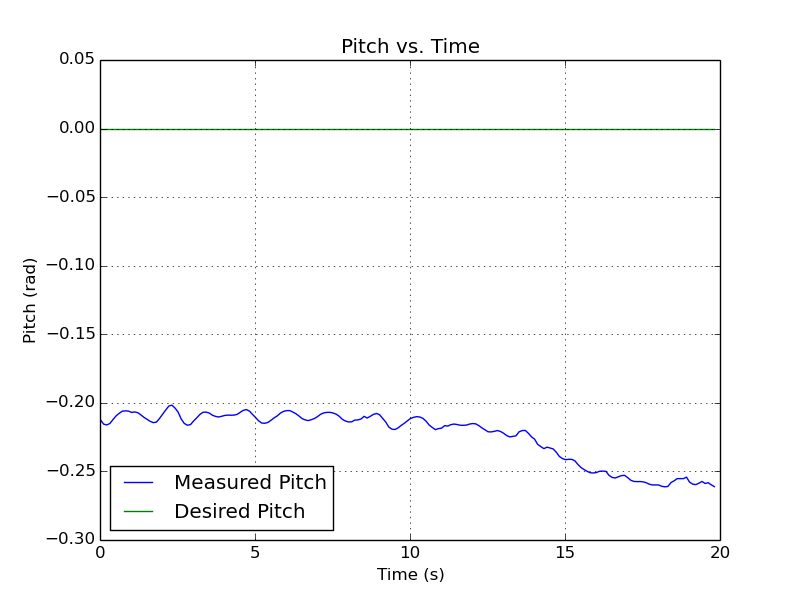 Pitch vs. Time
0.05
0.00
−0.05
−0.10
−0.15
−0.20
−0.25
−0.30
Pitch (rad)
Measured Pitch
Desired Pitch
0 5 10 15 20
Time (s)